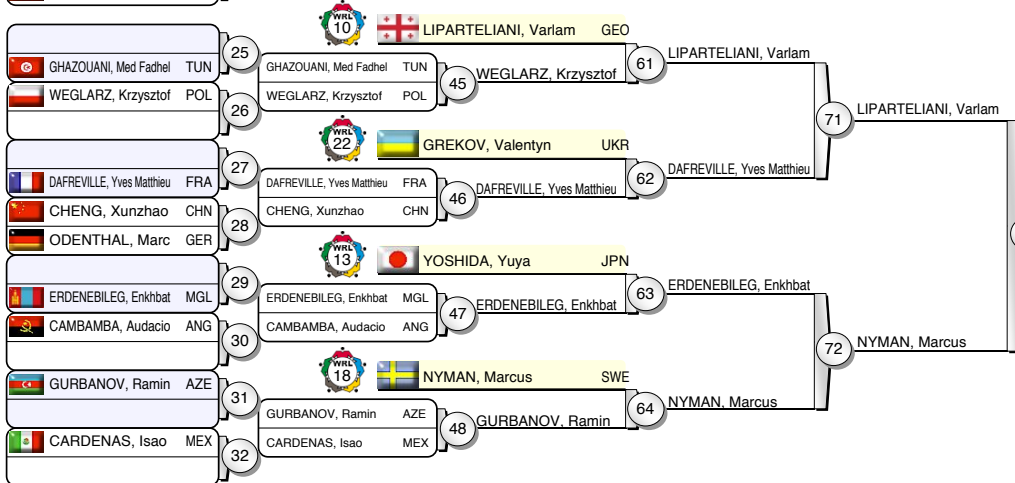 WRL 10 LIPARTELIANI, Varlam GEO
25
LIPARTELIANI, Varlam
GHAZOUANI, Med Fadhel TUN
GHAZOUANI, Med Fadhel TUN
61
WEGLARZ, Krzysztof
45
WEGLARZ, Krzysztof POL
WEGLARZ, Krzysztof POL
26
71
LIPARTELIANI, Varlam
WRL 22 GREKOV, Valentyn UKR
27
DAFREVILLE, Yves Matthieu
DAFREVILLE, Yves Matthieu FRA
DAFREVILLE, Yves Matthieu FRA
62
DAFREVILLE, Yves Matthieu
46
CHENG, Xunzhao CHN
CHENG, Xunzhao CHN
28
ODENTHAL, Marc GER
WRL 13 YOSHIDA, Yuya JPN
29
ERDENEBILEG, Enkhbat
ERDENEBILEG, Enkhbat MGL
ERDENEBILEG, Enkhbat MGL
63
ERDENEBILEG, Enkhbat
47
CAMBAMBA, Audacio ANG
CAMBAMBA, Audacio ANG
30
72
NYMAN, Marcus
WRL 18 NYMAN, Marcus SWE
GURBANOV, Ramin AZE
31
NYMAN, Marcus
GURBANOV, Ramin AZE
64
GURBANOV, Ramin
48
CARDENAS, Isao MEX
CARDENAS, Isao MEX
32